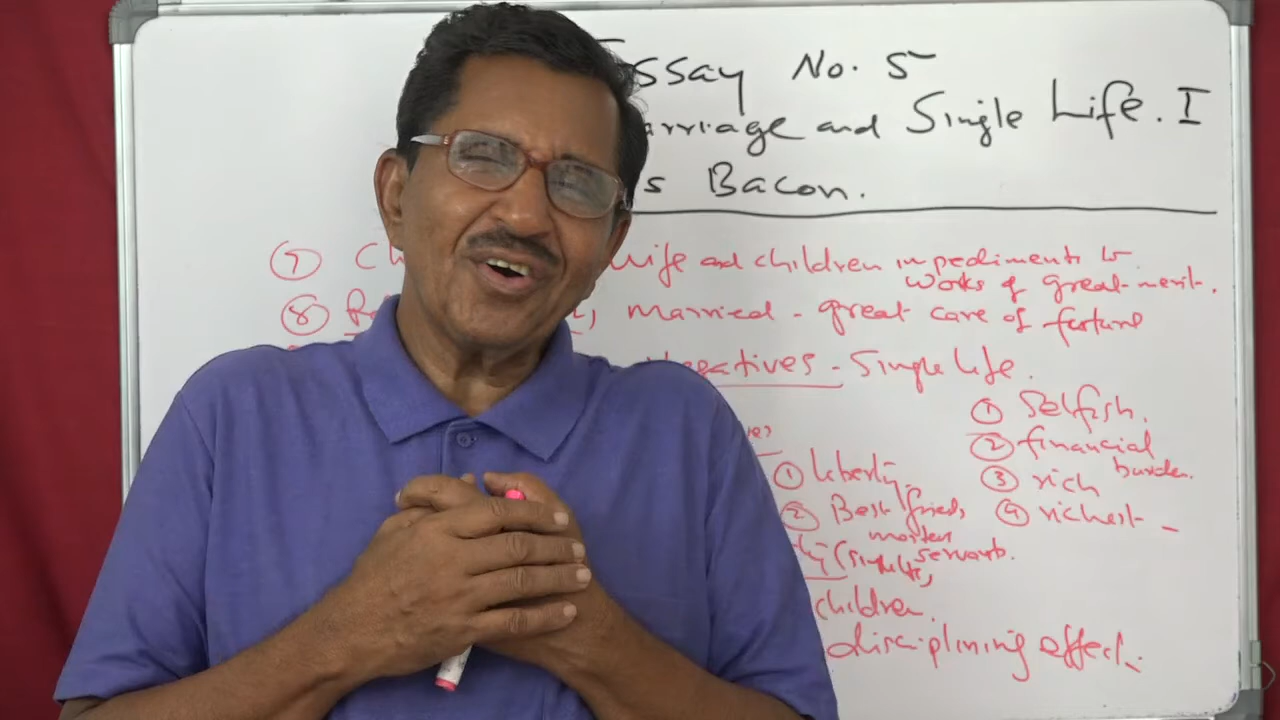 Essay No. 5
arriage and Single Life. I
s Bacon.
7 Ch wife and children impediments to
works of great merit.
8 married - great care of fortune
Negatives - Single life.
1 Selfish.
2 financial
burden.
1 liberty
3 rich
2 Best friends,
4 richest -
masters
servants.
children.
disciplining effect.